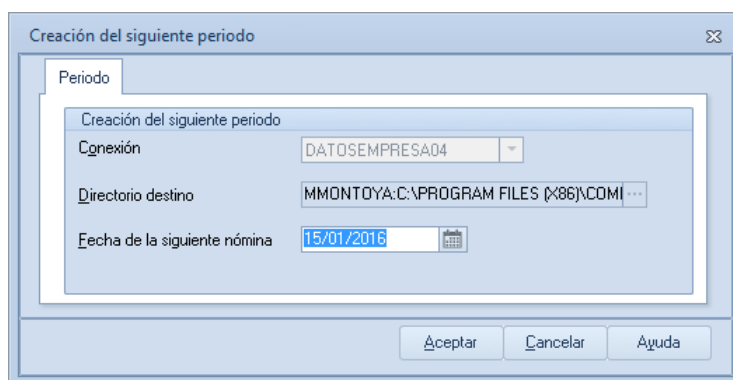 Creación del siguiente periodo
Periodo
Creación del siguiente periodo
Conexión DATOSEMPRESA04
Directorio destino MMONTOYA:C:\PROGRAM FILES (X86)\COMI ...
Fecha de la siguiente nómina 15/01/2016
Aceptar Cancelar Ayuda